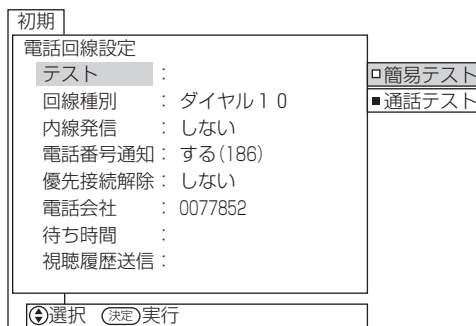 初期
電話回線設定
テスト :
回線種別 : ダイヤル10
内線発信 : しない
電話番号通知 : する(186)
優先接続解除 : しない
電話会社 : 0077852
待ち時間 :
視聴履歴送信 :
簡易テスト
通話テスト
選択 決定 実行